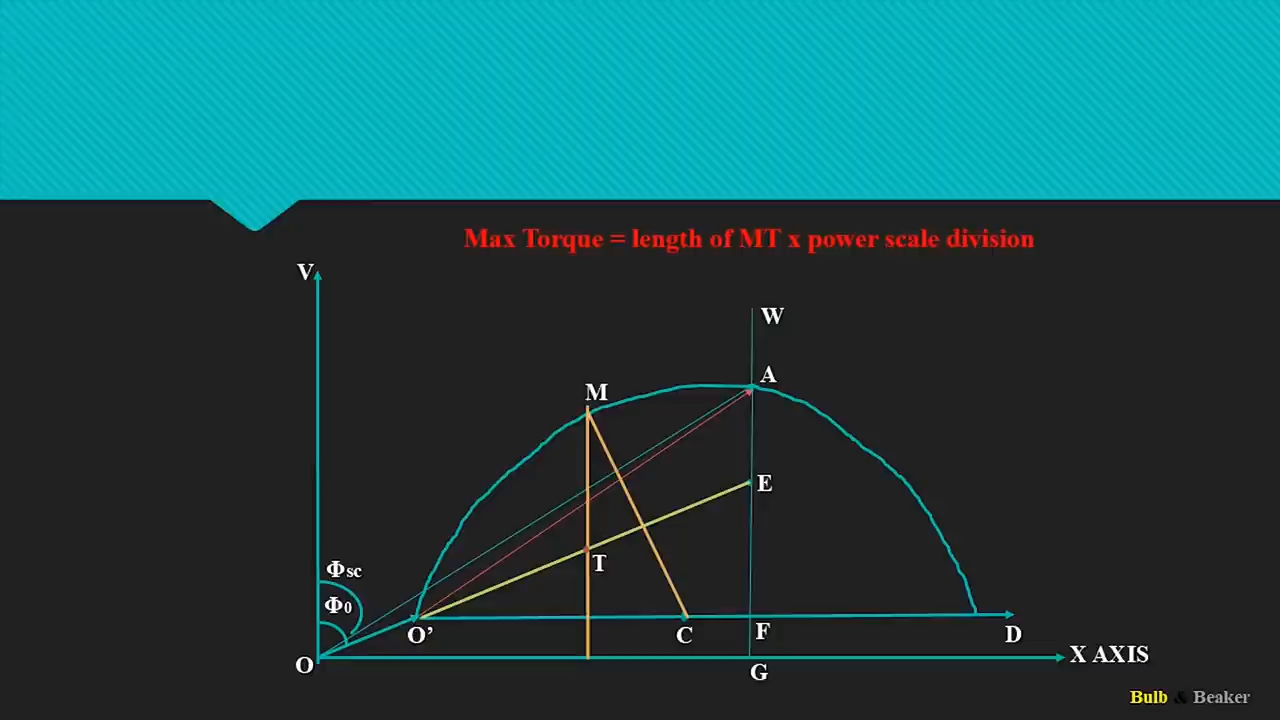 Max Torque = length of MT x power scale division
V
W
A
M
E
T
Φsc
Φ0
O’
C
F
D
O
G
X AXIS
Bulb & Beaker